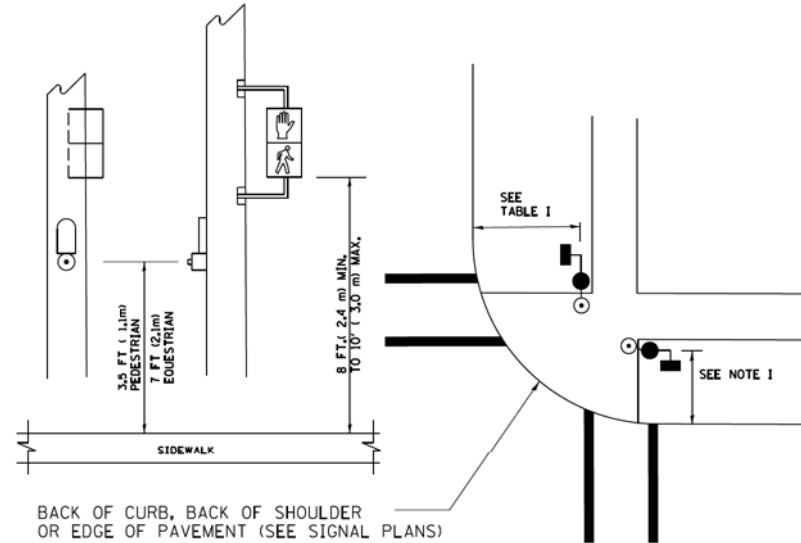 3.5 FT ( 1.1m)
PEDESTRIAN
7 FT (2.1m)
EQUESTRIAN
8 FT.( 2.4 m) MIN.
TO 10' ( 3.0 m) MAX.
SIDEWALK
SEE
TABLE I
SEE NOTE I
BACK OF CURB, BACK OF SHOULDER
OR EDGE OF PAVEMENT (SEE SIGNAL PLANS)